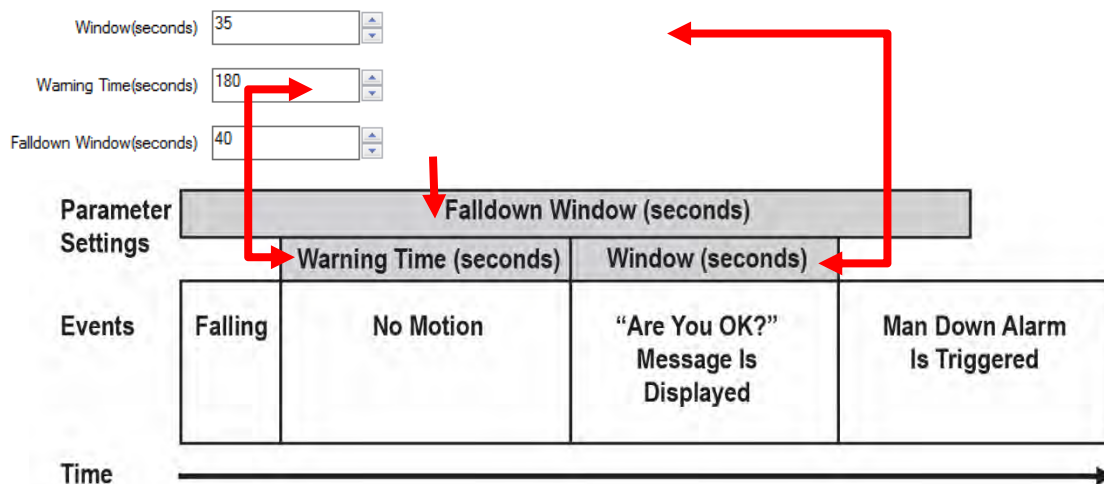 Window(seconds) 35
Warning Time(seconds) 180
Falldown Window(seconds) 40
Parameter Settings
Falldown Window (seconds)
Warning Time (seconds) Window (seconds)
Events
Falling
No Motion
“Are You OK?”
Message Is
Displayed
Man Down Alarm
Is Triggered
Time